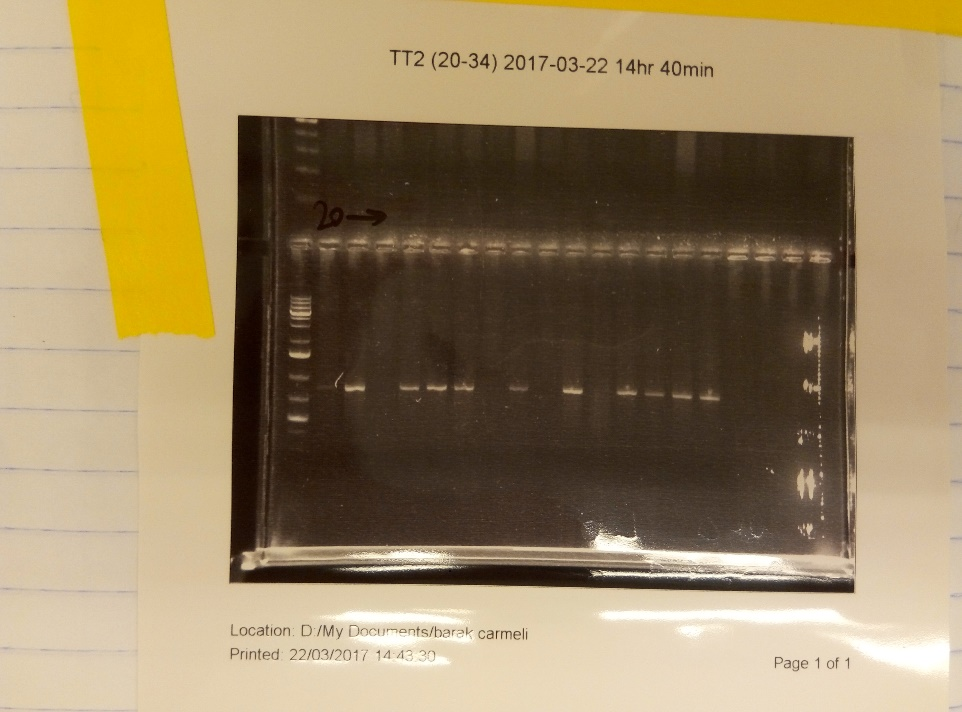 TT2 (20-34) 2017-03-22 14hr 40min
20→
Location: D:/My Documents/barak carmeli
Printed: 22/03/2017 14:43:30
Page 1 of 1